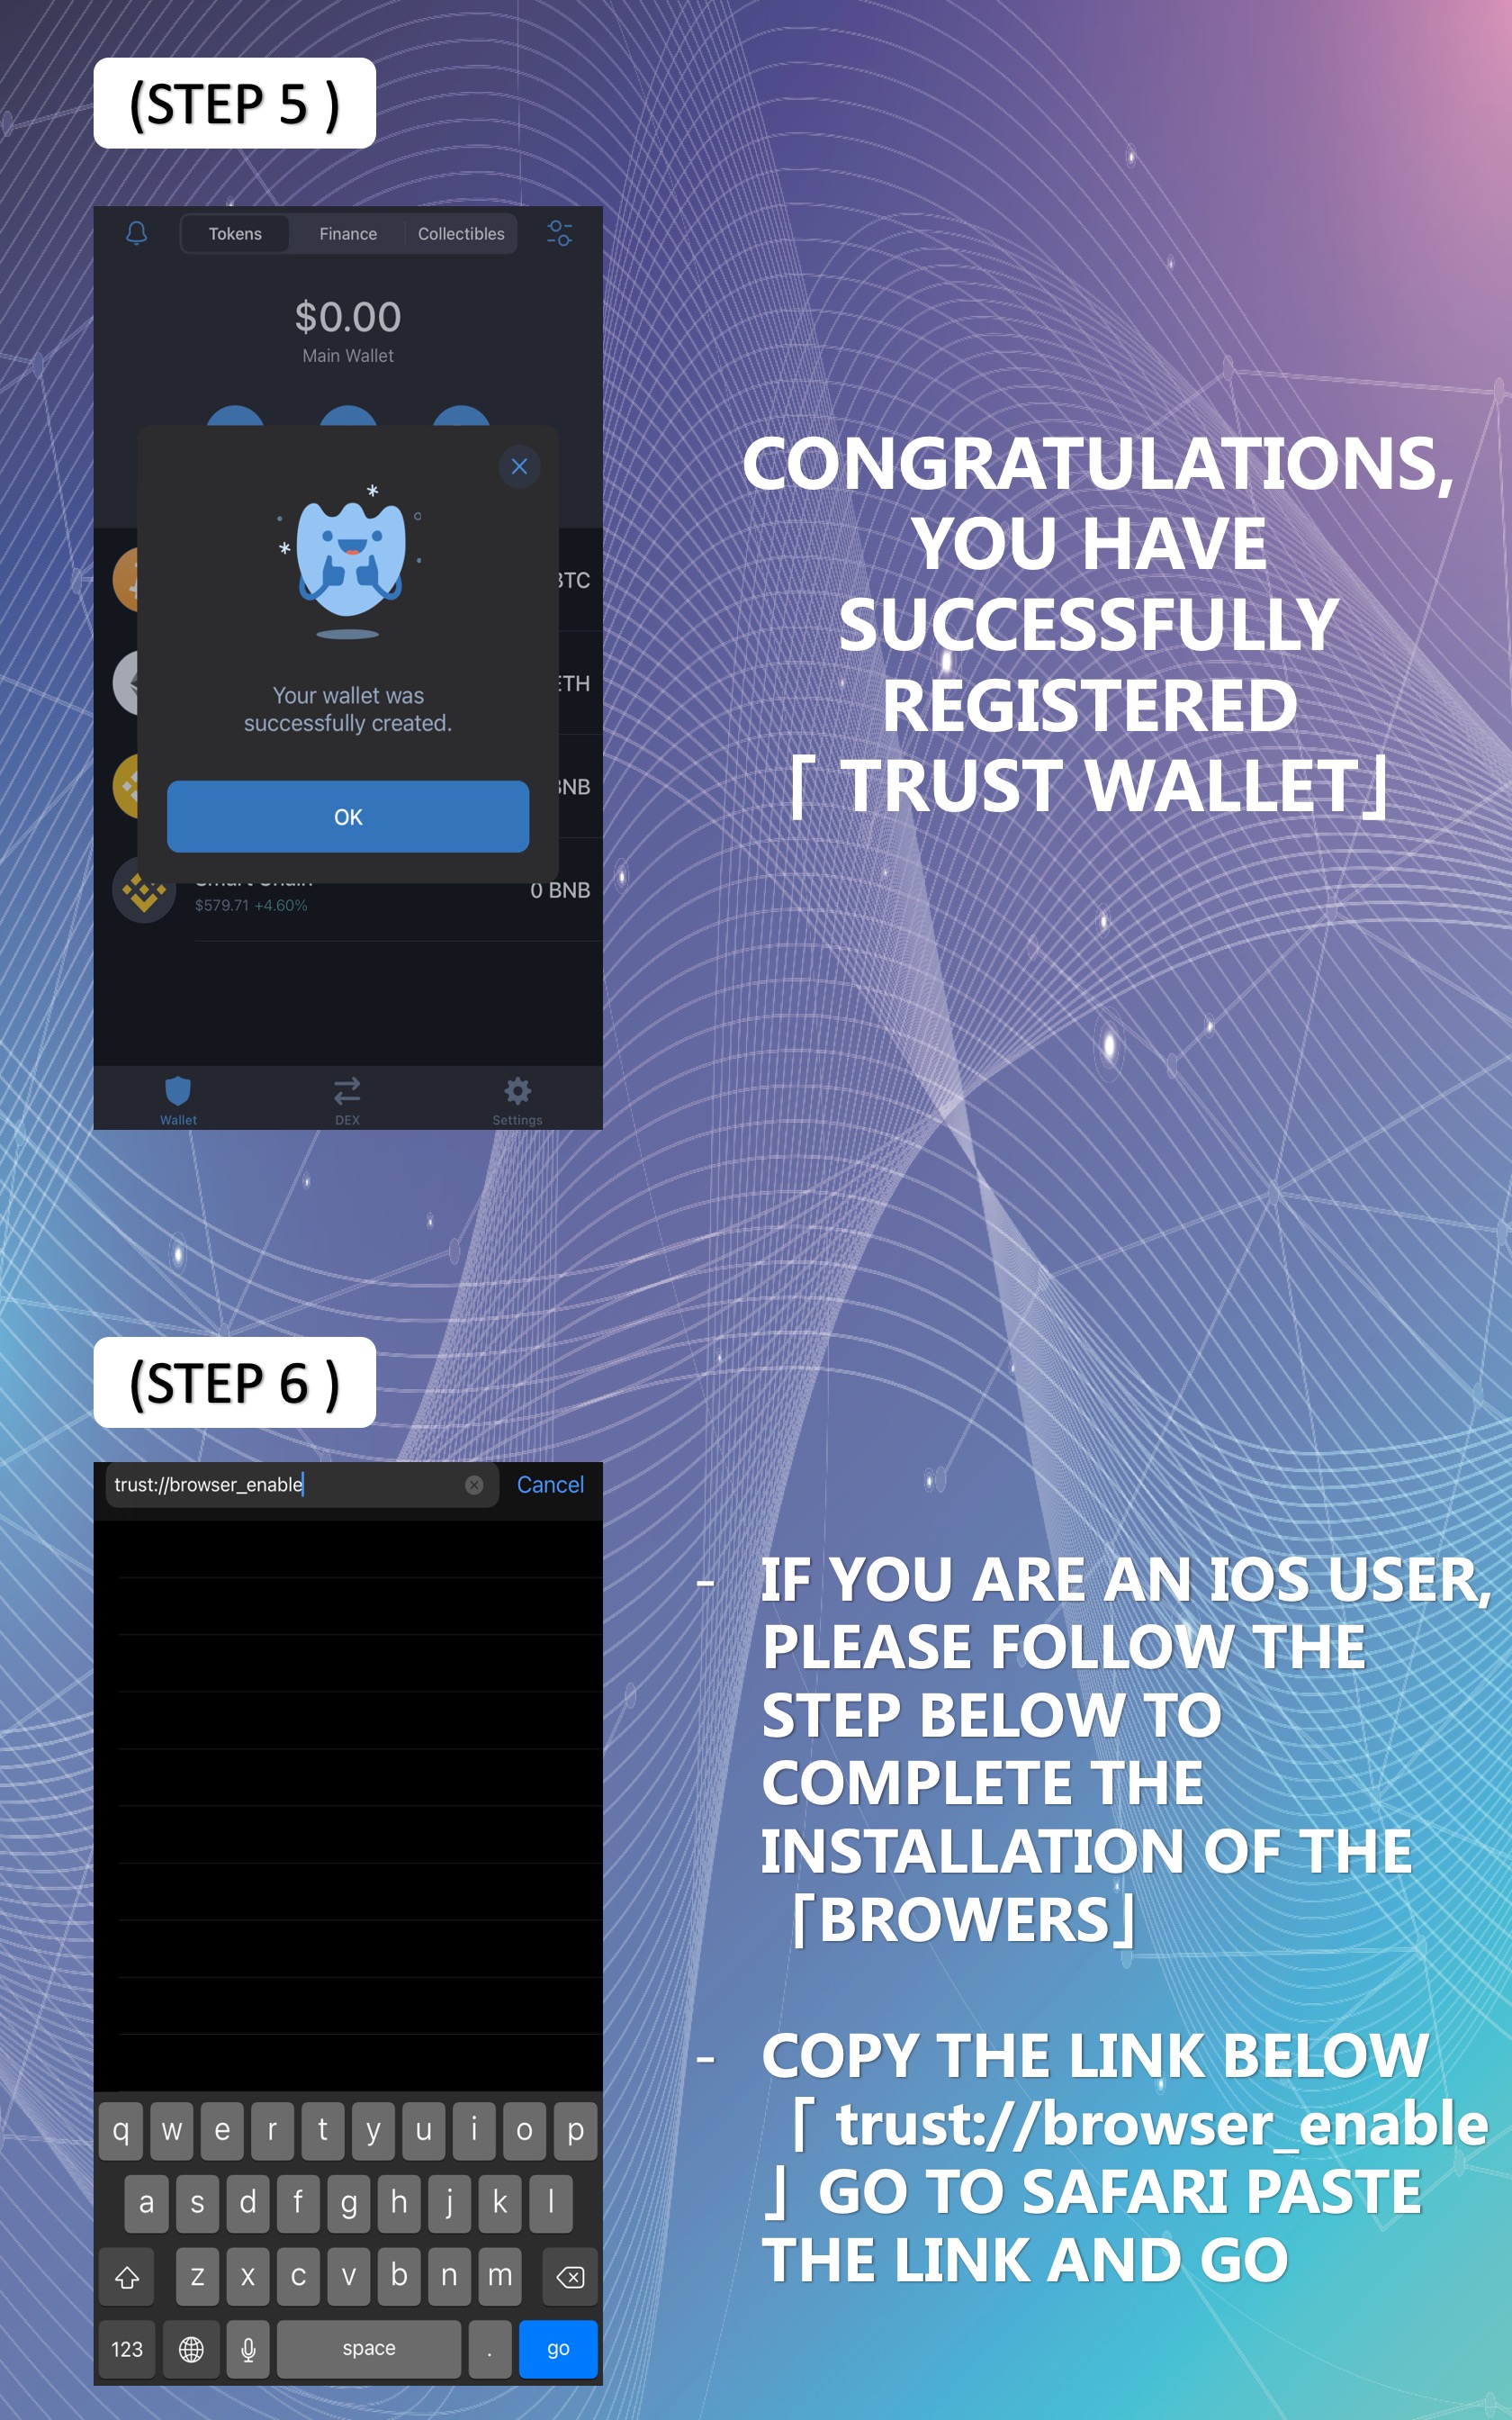 (STEP 5 )
Tokens
Finance
Collectibles
$0.00
Main Wallet
BTC
ETH
BNB
Your wallet was
successfully created.
OK
Smart Chain
0 BNB
$579.71 +4.60%
Wallet
DEX
Settings
CONGRATULATIONS,
YOU HAVE
SUCCESSFULLY
REGISTERED
「 TRUST WALLET」
(STEP 6 )
trust://browser_enable
Cancel
q w e r t y u i o p
a s d f g h j k l
z x c v b n m
123
space
.
go
- IF YOU ARE AN IOS USER,
PLEASE FOLLOW THE
STEP BELOW TO
COMPLETE THE
INSTALLATION OF THE
「BROWERS」
- COPY THE LINK BELOW
「 trust://browser_enable
」 GO TO SAFARI PASTE
THE LINK AND GO